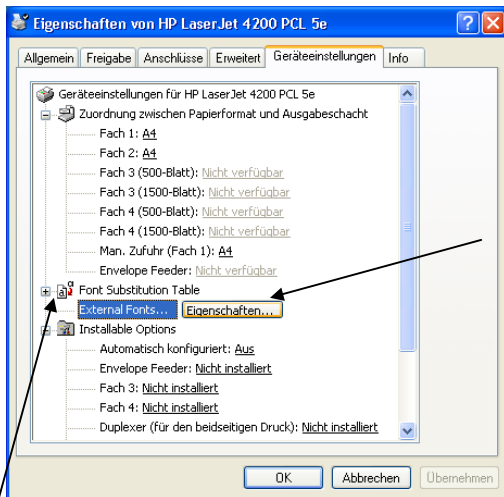 Eigenschaften von HP LaserJet 4200 PCL 5e
Allgemein Freigabe Anschlüsse Erweitert Geräteeinstellungen Info
Geräteeinstellungen für HP LaserJet 4200 PCL 5e
Zuordnung zwischen Papierformat und Ausgabeschacht
Fach 1: A4
Fach 2: A4
Fach 3 (500-Blatt): Nicht verfügbar
Fach 3 (1500-Blatt): Nicht verfügbar
Fach 4 (500-Blatt): Nicht verfügbar
Fach 4 (1500-Blatt): Nicht verfügbar
Man. Zufuhr (Fach 1): A4
Envelope Feeder: Nicht verfügbar
Font Substitution Table
External Fonts... Eigenschaften...
Installable Options
Automatisch konfiguriert: Aus
Envelope Feeder: Nicht installiert
Fach 3: Nicht installiert
Fach 4: Nicht installiert
Duplexer (für den beidseitigen Druck): Nicht installiert
OK Abbrechen Übernehmen